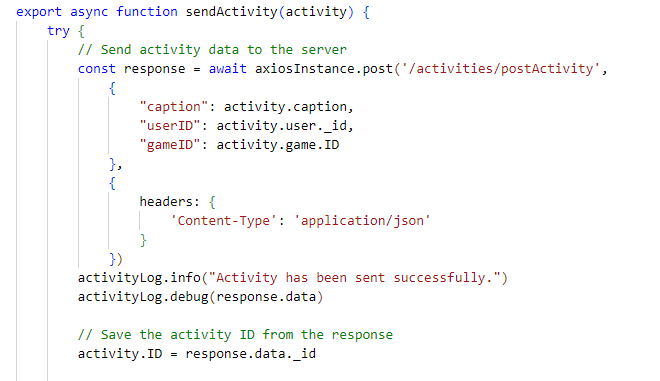 export async function sendActivity(activity) {
try {
// Send activity data to the server
const response = await axiosInstance.post('/activities/postActivity',
{
"caption": activity.caption,
"userID": activity.user._id,
"gameID": activity.game.ID
},
{
headers: {
'Content-Type': 'application/json'
}
})
activityLog.info("Activity has been sent successfully.")
activityLog.debug(response.data)
// Save the activity ID from the response
activity.ID = response.data._id